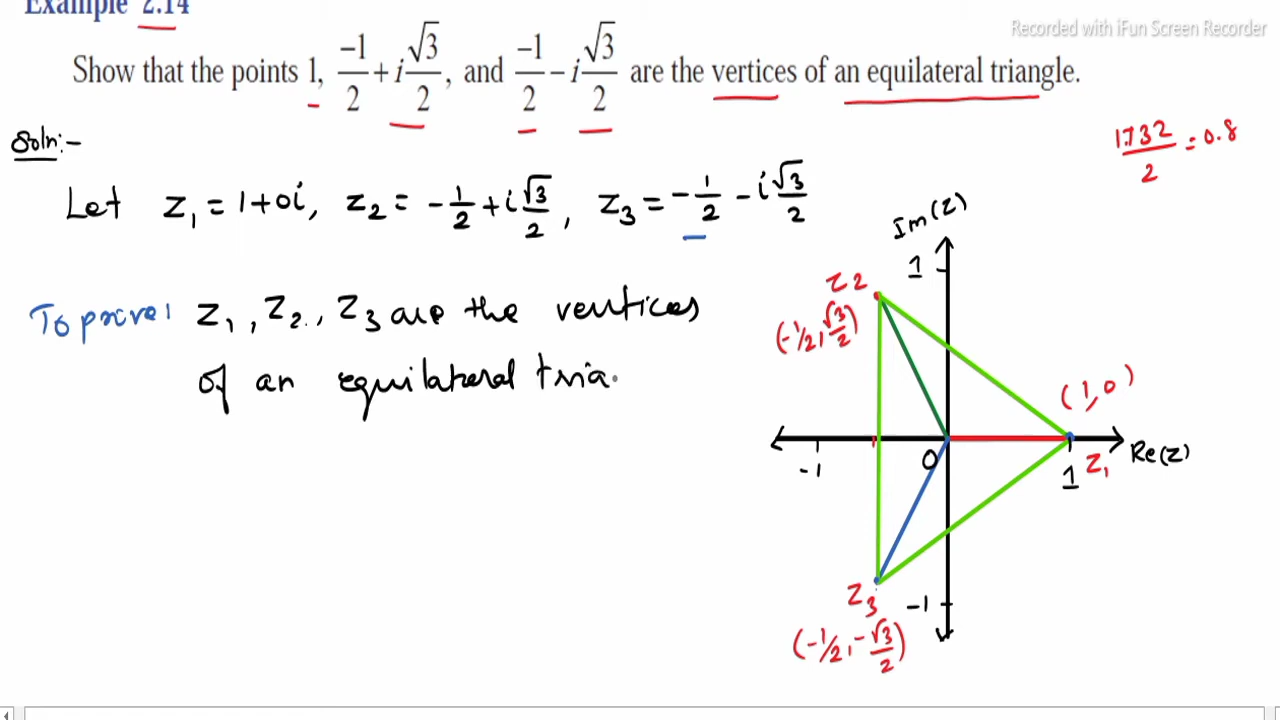 Example 2.14
Recorded with iFun Screen Recorder
Show that the points 1, -1/2 + i √3/2, and -1/2 - i √3/2 are the vertices of an equilateral triangle.
Soln:-
1.732/2 = 0.8
Let z₁ = 1+0i, z₂ = -1/2 + i √3/2, z₃ = -1/2 - i √3/2
To prove: z₁, z₂, z₃ are the vertices
of an equilateral tria
Im(z)
1
z2
(-1/2, √3/2)
(1, 0)
-1
0
1
z₁
Re(z)
z₃
-1
(-1/2, -√3/2)